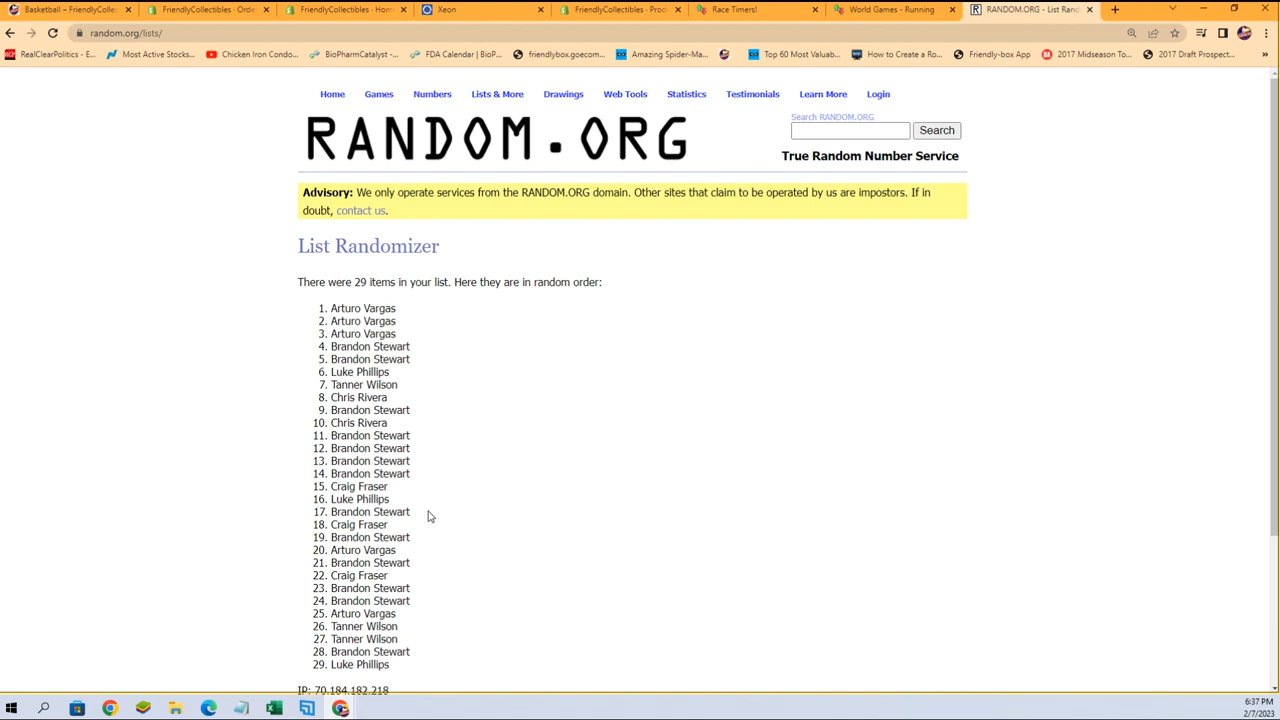 Basketball – FriendlyCollec
FriendlyCollectibles · Orde
FriendlyCollectibles · Hom
Xeon
FriendlyCollectibles · Prod
Race Timers!
World Games - Running
RANDOM.ORG - List Rand
random.org/lists/
RealClearPolitics - E...
Most Active Stocks...
Chicken Iron Condo...
BioPharmCatalyst -...
FDA Calendar | BioP...
friendlybox.gocom...
Amazing Spider-Ma...
Top 60 Most Valuab...
How to Create a Ro...
Friendly-box App
2017 Midseason To...
2017 Draft Prospect...
Home Games Numbers Lists & More Drawings Web Tools Statistics Testimonials Learn More Login
Search RANDOM.ORG
RANDOM.ORG
Search
True Random Number Service
Advisory: We only operate services from the RANDOM.ORG domain. Other sites that claim to be operated by us are impostors. If in
doubt, contact us.
List Randomizer
There were 29 items in your list. Here they are in random order:
1. Arturo Vargas
2. Arturo Vargas
3. Arturo Vargas
4. Brandon Stewart
5. Brandon Stewart
6. Luke Phillips
7. Tanner Wilson
8. Chris Rivera
9. Brandon Stewart
10. Chris Rivera
11. Brandon Stewart
12. Brandon Stewart
13. Brandon Stewart
14. Brandon Stewart
15. Craig Fraser
16. Luke Phillips
17. Brandon Stewart
18. Craig Fraser
19. Brandon Stewart
20. Arturo Vargas
21. Brandon Stewart
22. Craig Fraser
23. Brandon Stewart
24. Brandon Stewart
25. Arturo Vargas
26. Tanner Wilson
27. Tanner Wilson
28. Brandon Stewart
29. Luke Phillips
IP: 70.184.182.218
6:37 PM
2/7/2023